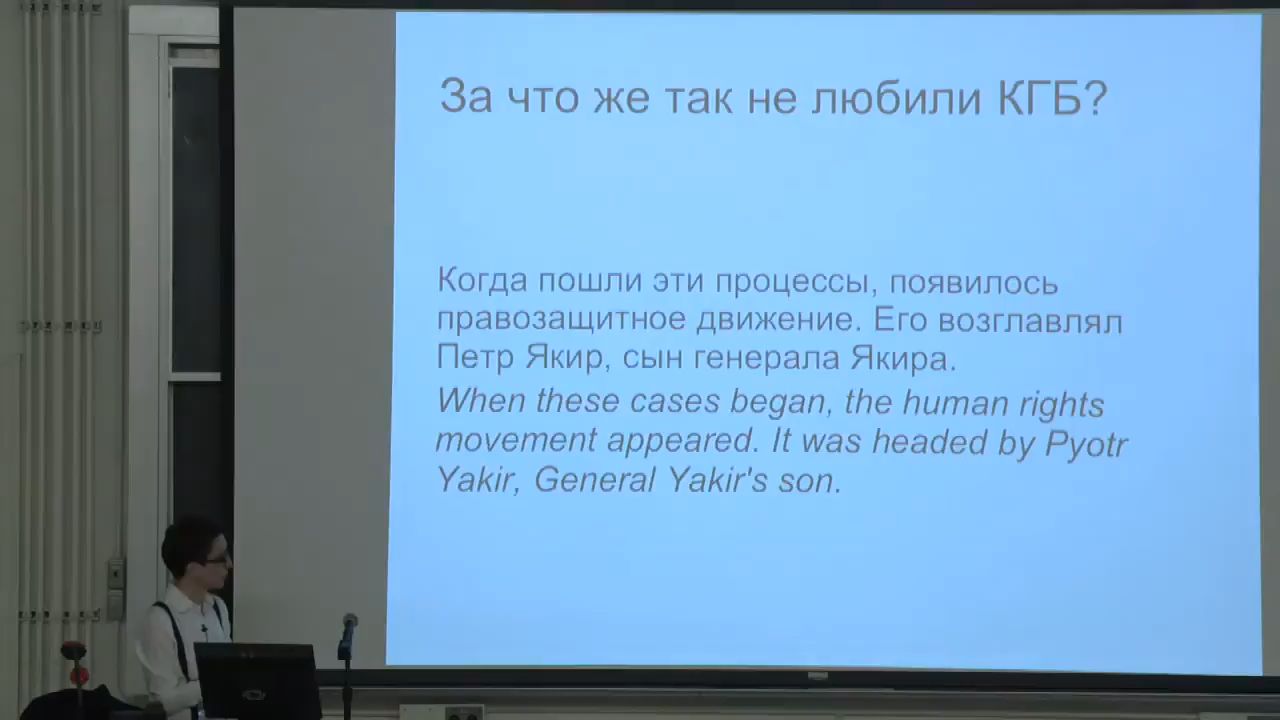 За что же так не любили КГБ?
Когда пошли эти процессы, появилось
правозащитное движение. Его возглавлял
Петр Якир, сын генерала Якира.
When these cases began, the human rights
movement appeared. It was headed by Pyotr
Yakir, General Yakir's son.